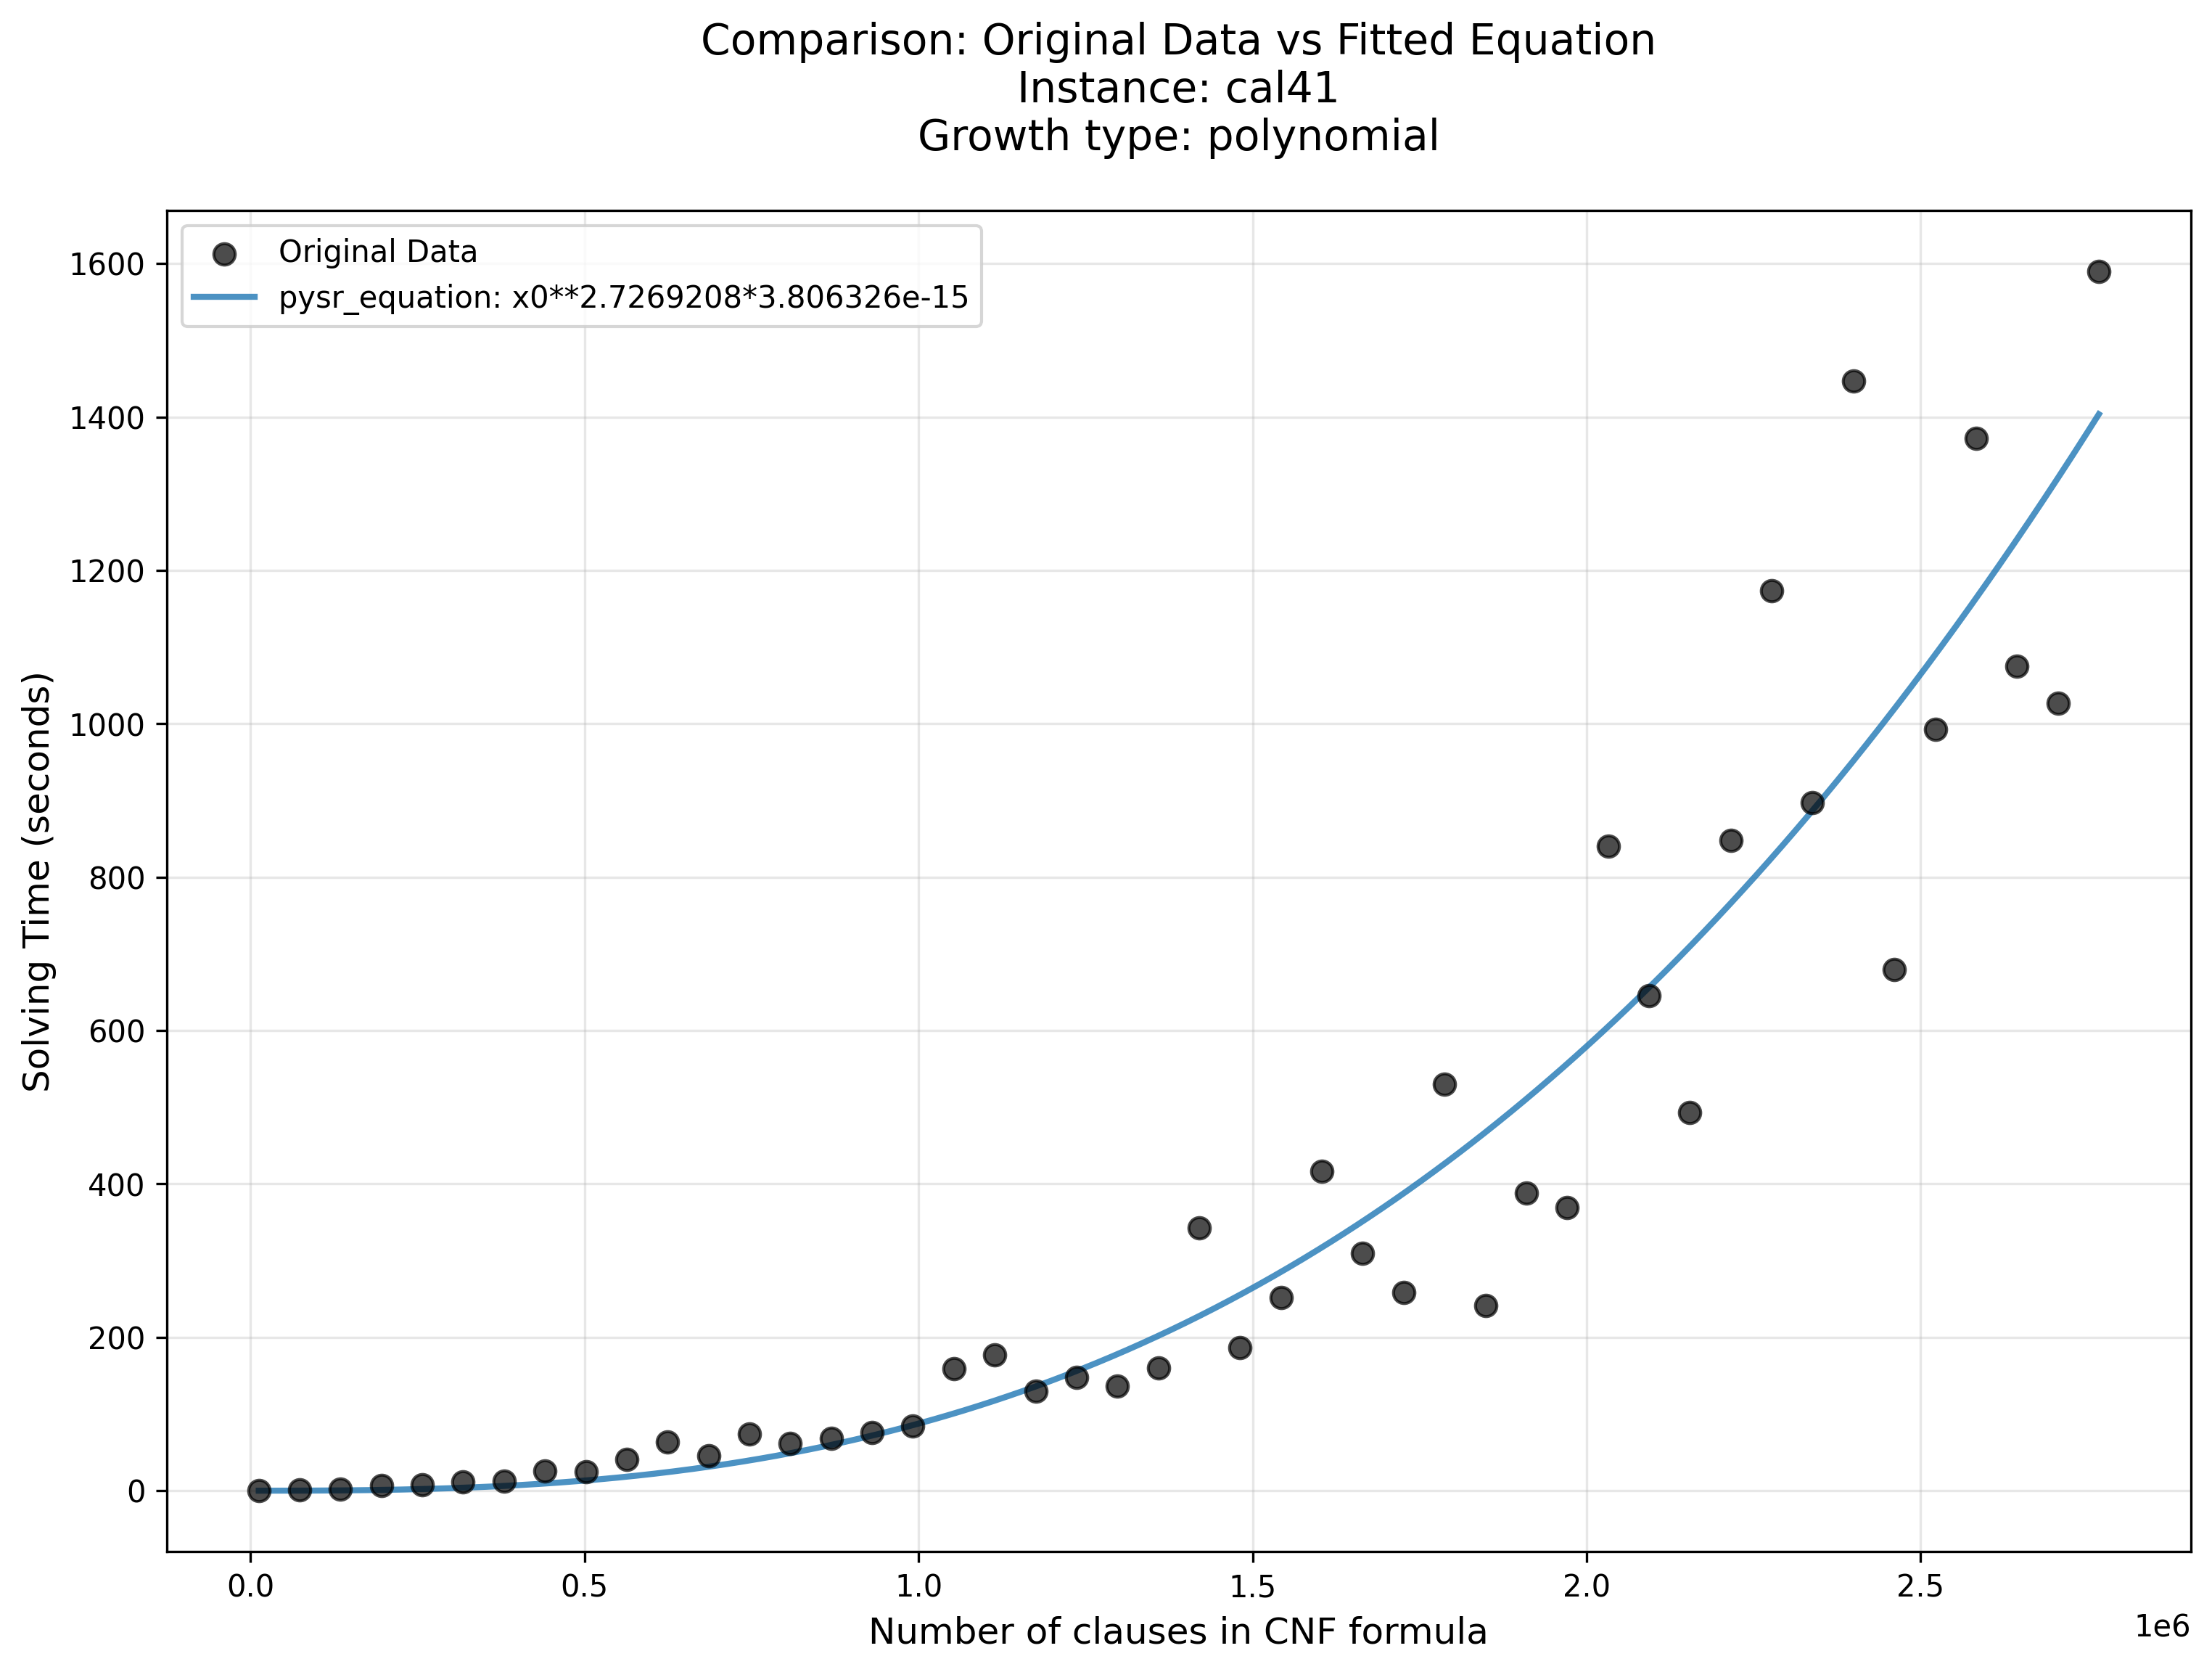 Comparison: Original Data vs Fitted Equation
Instance: cal41
Growth type: polynomial
Original Data
pysr_equation: x0**2.7269208*3.806326e-15
1600
1400
1200
1000
800
600
400
200
0
Solving Time (seconds)
0.0 0.5 1.0 1.5 2.0 2.5
1e6
Number of clauses in CNF formula